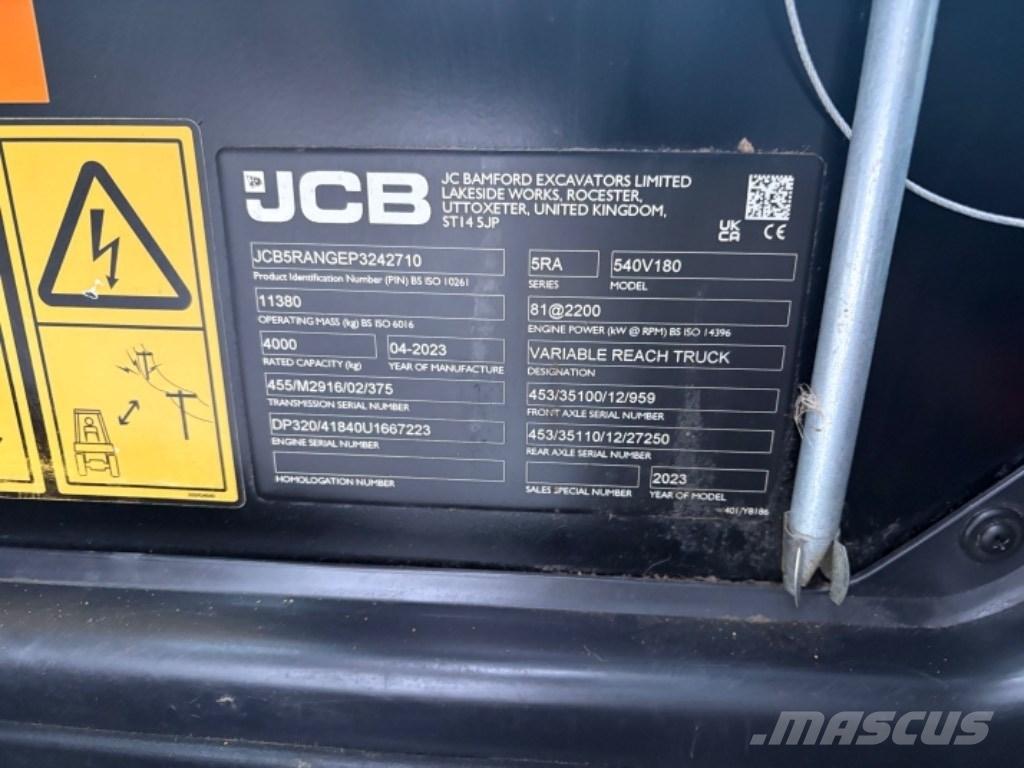 JCB
JC BAMFORD EXCAVATORS LIMITED
LAKESIDE WORKS, ROCESTER,
UTTOXETER, UNITED KINGDOM,
ST14 5JP
UK
CA CE
JCB5RANGEP3242710
Product Identification Number (PIN) BS ISO 10261
5RA
SERIES
540V180
MODEL
11380
OPERATING MASS (kg) BS ISO 6016
81@2200
ENGINE POWER (kW @ RPM) BS ISO 14396
4000
RATED CAPACITY (kg)
04-2023
YEAR OF MANUFACTURE
VARIABLE REACH TRUCK
DESIGNATION
455/M2916/02/375
TRANSMISSION SERIAL NUMBER
453/35100/12/959
FRONT AXLE SERIAL NUMBER
DP320/41840U1667223
ENGINE SERIAL NUMBER
453/35110/12/27250
REAR AXLE SERIAL NUMBER
HOMOLOGATION NUMBER
SALES SPECIAL NUMBER
2023
YEAR OF MODEL
401/Y8186
MASCUS